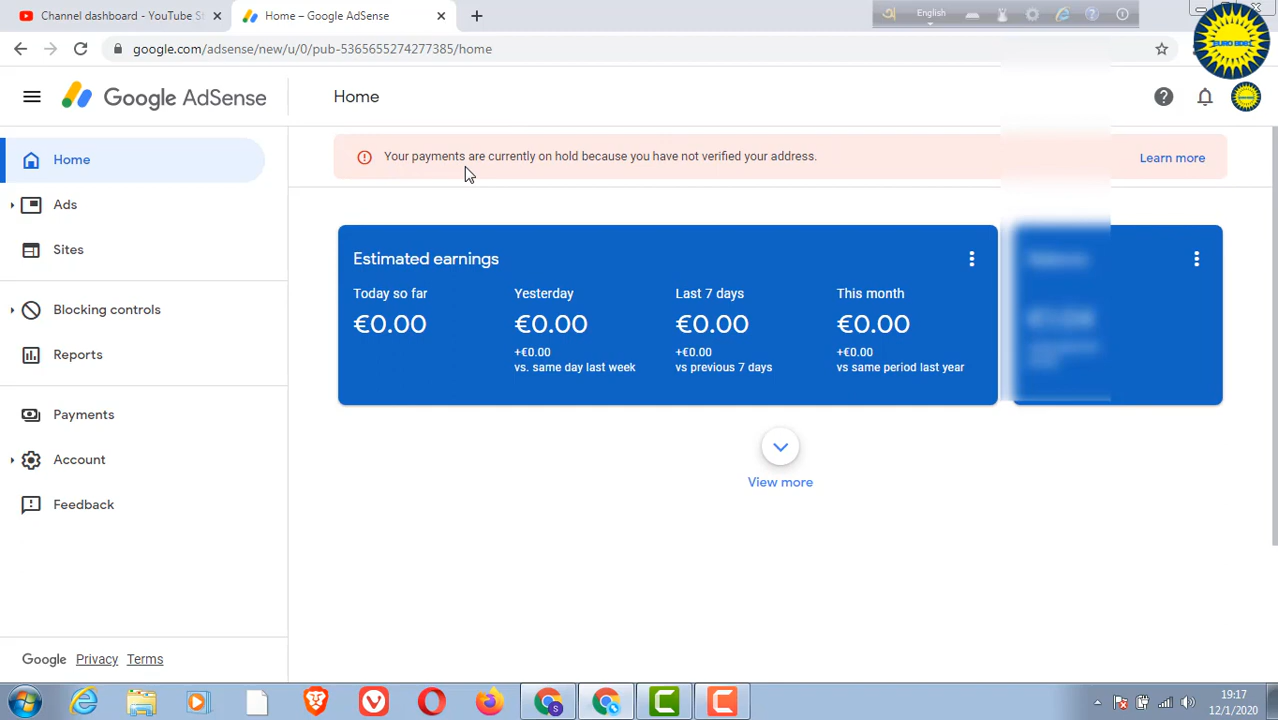 Channel dashboard - YouTube St
Home – Google AdSense
English
google.com/adsense/new/u/0/pub-5365655274277385/home
EURO BDBL
Google AdSense
Home
Home
Your payments are currently on hold because you have not verified your address.
Learn more
Ads
Sites
Blocking controls
Reports
Payments
Account
Feedback
Estimated earnings
Today so far
Yesterday
Last 7 days
This month
€0.00
€0.00
€0.00
€0.00
+€0.00
+€0.00
+€0.00
vs. same day last week
vs previous 7 days
vs same period last year
View more
Google
Privacy
Terms
19:17
12/1/2020